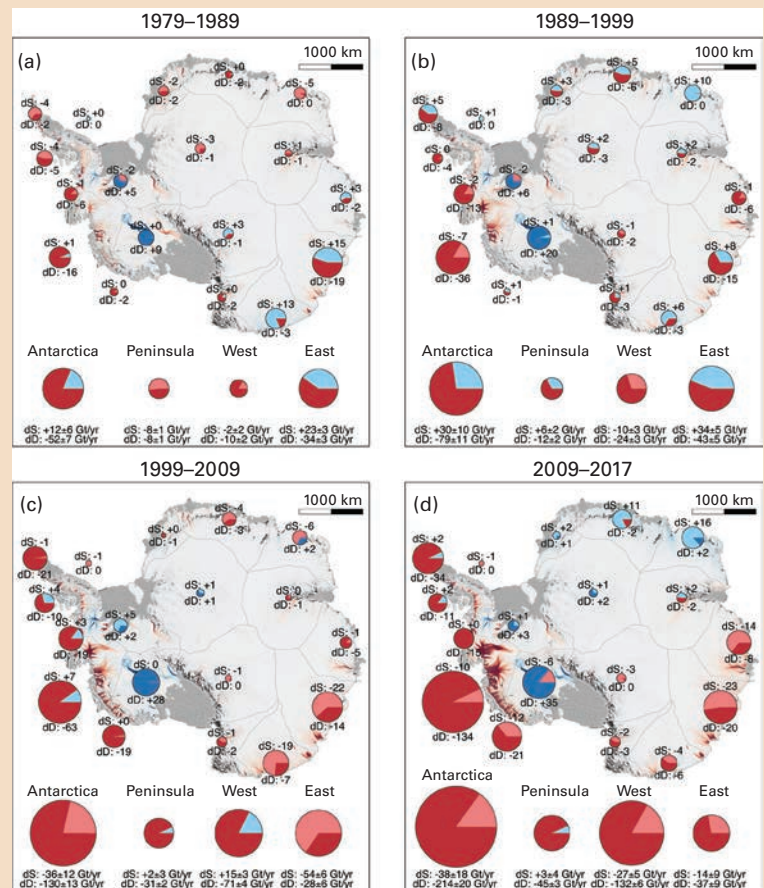 1979–1989
1989–1999
(a)
1000 km
dS: -4
dD: -2
dS: +0
dD: 0
dS: -2
dD: -2
dS: +0
dD: -2
dS: -5
dD: 0
dS: -4
dD: -5
dS: -1
dD: -6
dS: -2
dD: +5
dS: -3
dD: -1
dD: -1
dS: +3
dD: -2
dS: +1
dD: -16
dS: +0
dD: +9
dS: +3
dD: -1
dS: +15
dD: -19
dS: 0
dD: -2
dS: +0
dD: -2
dS: +13
dD: -3
Antarctica Peninsula West East
dS: +12±6 Gt/yr dS: -8±1 Gt/yr dS: -2±2 Gt/yr dS: +23±3 Gt/yr
dD: -52±7 Gt/yr dD: -8±1 Gt/yr dD: -10±2 Gt/yr dD: -34±3 Gt/yr
(b)
1000 km
dS: +5
dD: -8
dS: +1
dD: 0
dS: +3
dD: -3
dS: +5
dD: -6
dS: +10
dD: 0
dS: 0
dD: -4
dS: -2
dD: -13
dS: -2
dD: +6
dS: +2
dD: -3
dS: +2
dD: -2
dS: -1
dD: -6
dS: -7
dD: -36
dS: +1
dD: +20
dS: -1
dD: -2
dS: +8
dD: -15
dS: +1
dD: -1
dS: +1
dD: -3
dS: +6
dD: -3
Antarctica Peninsula West East
dS: +30±10 Gt/yr dS: +6±2 Gt/yr dS: -10±3 Gt/yr dS: +34±5 Gt/yr
dD: -79±11 Gt/yr dD: -12±2 Gt/yr dD: -24±3 Gt/yr dD: -43±5 Gt/yr
1999–2009
2009–2017
(c)
1000 km
dS: -1
dD: -21
dS: -1
dD: 0
dS: +0
dD: -1
dS: -4
dD: -3
dS: -6
dD: +2
dS: +4
dD: -10
dS: +3
dD: -19
dS: +5
dD: +2
dS: +1
dD: +1
dS: 0
dD: -1
dS: -1
dD: -5
dS: +7
dD: -63
dS: 0
dD: +28
dS: -1
dD: 0
dS: -22
dD: -14
dS: +0
dD: -19
dS: -1
dD: -2
dS: -19
dD: -7
Antarctica Peninsula West East
dS: -36±12 Gt/yr dS: +2±3 Gt/yr dS: +15±3 Gt/yr dS: -54±6 Gt/yr
dD: -130±13 Gt/yr dD: -31±2 Gt/yr dD: -71±4 Gt/yr dD: -28±6 Gt/yr
(d)
1000 km
dS: +2
dD: -34
dS: -1
dD: 0
dS: +2
dD: +1
dS: +11
dD: -2
dS: +16
dD: +2
dS: +2
dD: -11
dS: +0
dS: +1
dD: +3
dS: +1
dD: +2
dS: +2
dD: -2
dS: -14
dD: -8
dS: -10
dD: -134
dS: -6
dD: +35
dS: -3
dD: 0
dS: -23
dD: -20
dS: -12
dD: -21
dS: -2
dD: -3
dS: -4
dD: +6
Antarctica Peninsula West East
dS: -38±18 Gt/yr dS: +3±4 Gt/yr dS: -27±5 Gt/yr dS: -14±9 Gt/yr
dD: -214±20 Gt/yr dD: -45±3 Gt/yr dD: -132±6 Gt/yr dD: -37±9 Gt/yr